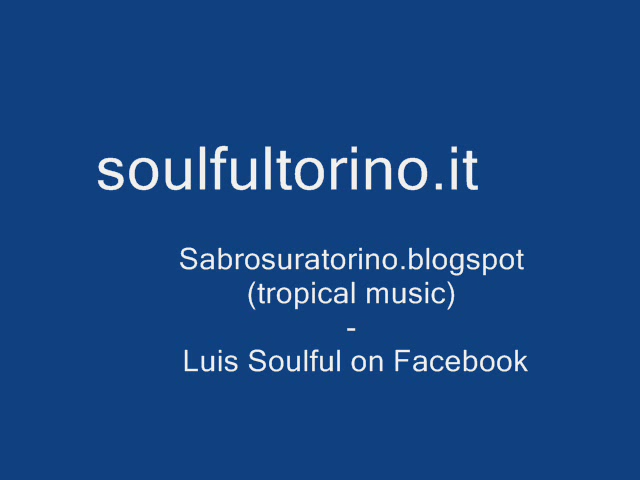 soulfultorino.it
Sabrosuratorino.blogspot
(tropical music)
-
Luis Soulful on Facebook